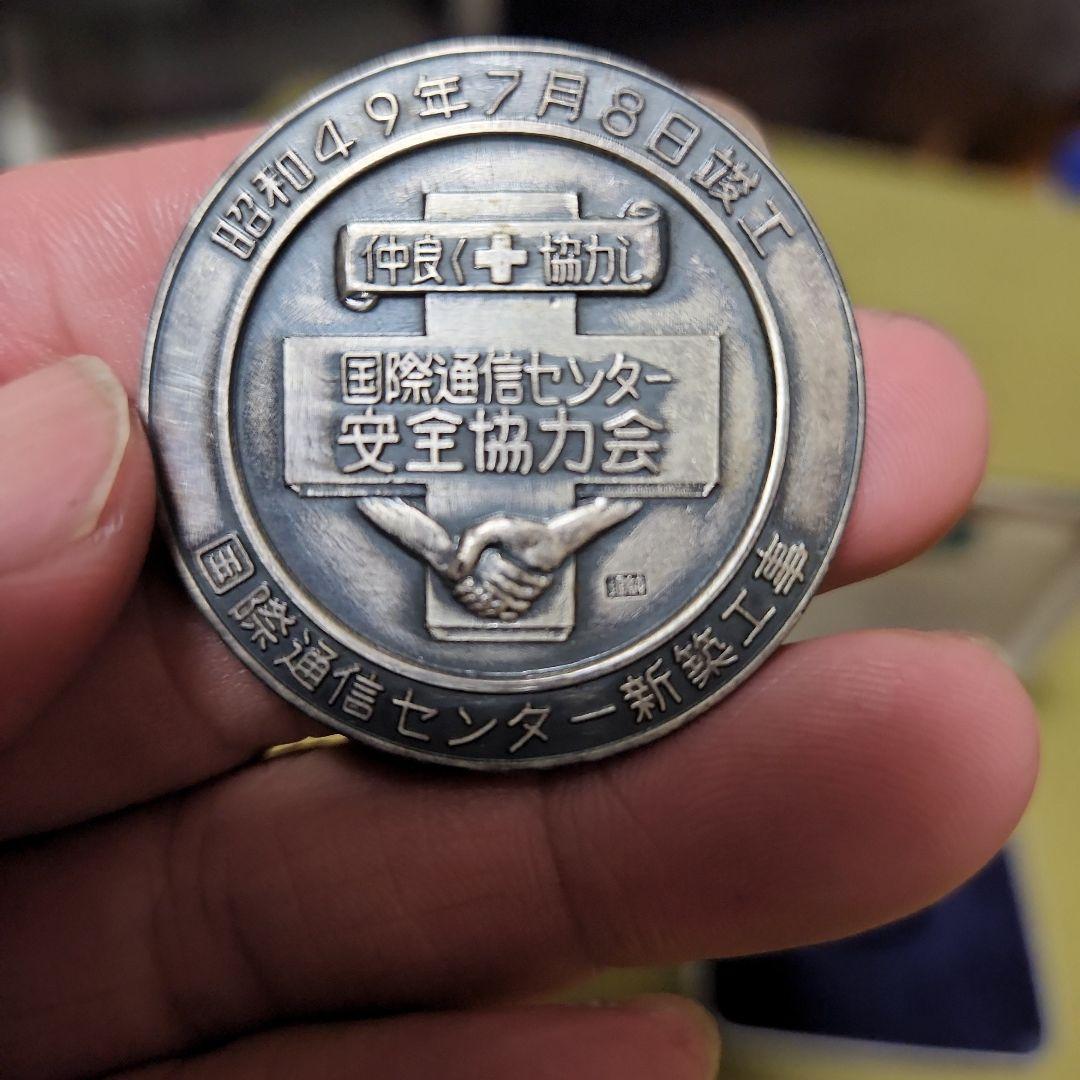 昭和49年7月8日竣工
仲良く 協力し
国際通信センター
安全協力会
国際通信センター新築工事